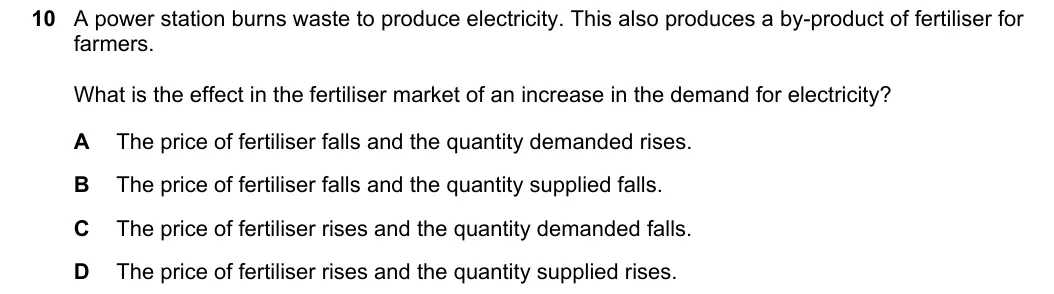 10 A power station burns waste to produce electricity. This also produces a by-product of fertiliser for
farmers.
What is the effect in the fertiliser market of an increase in the demand for electricity?
A The price of fertiliser falls and the quantity demanded rises.
B The price of fertiliser falls and the quantity supplied falls.
C The price of fertiliser rises and the quantity demanded falls.
D The price of fertiliser rises and the quantity supplied rises.